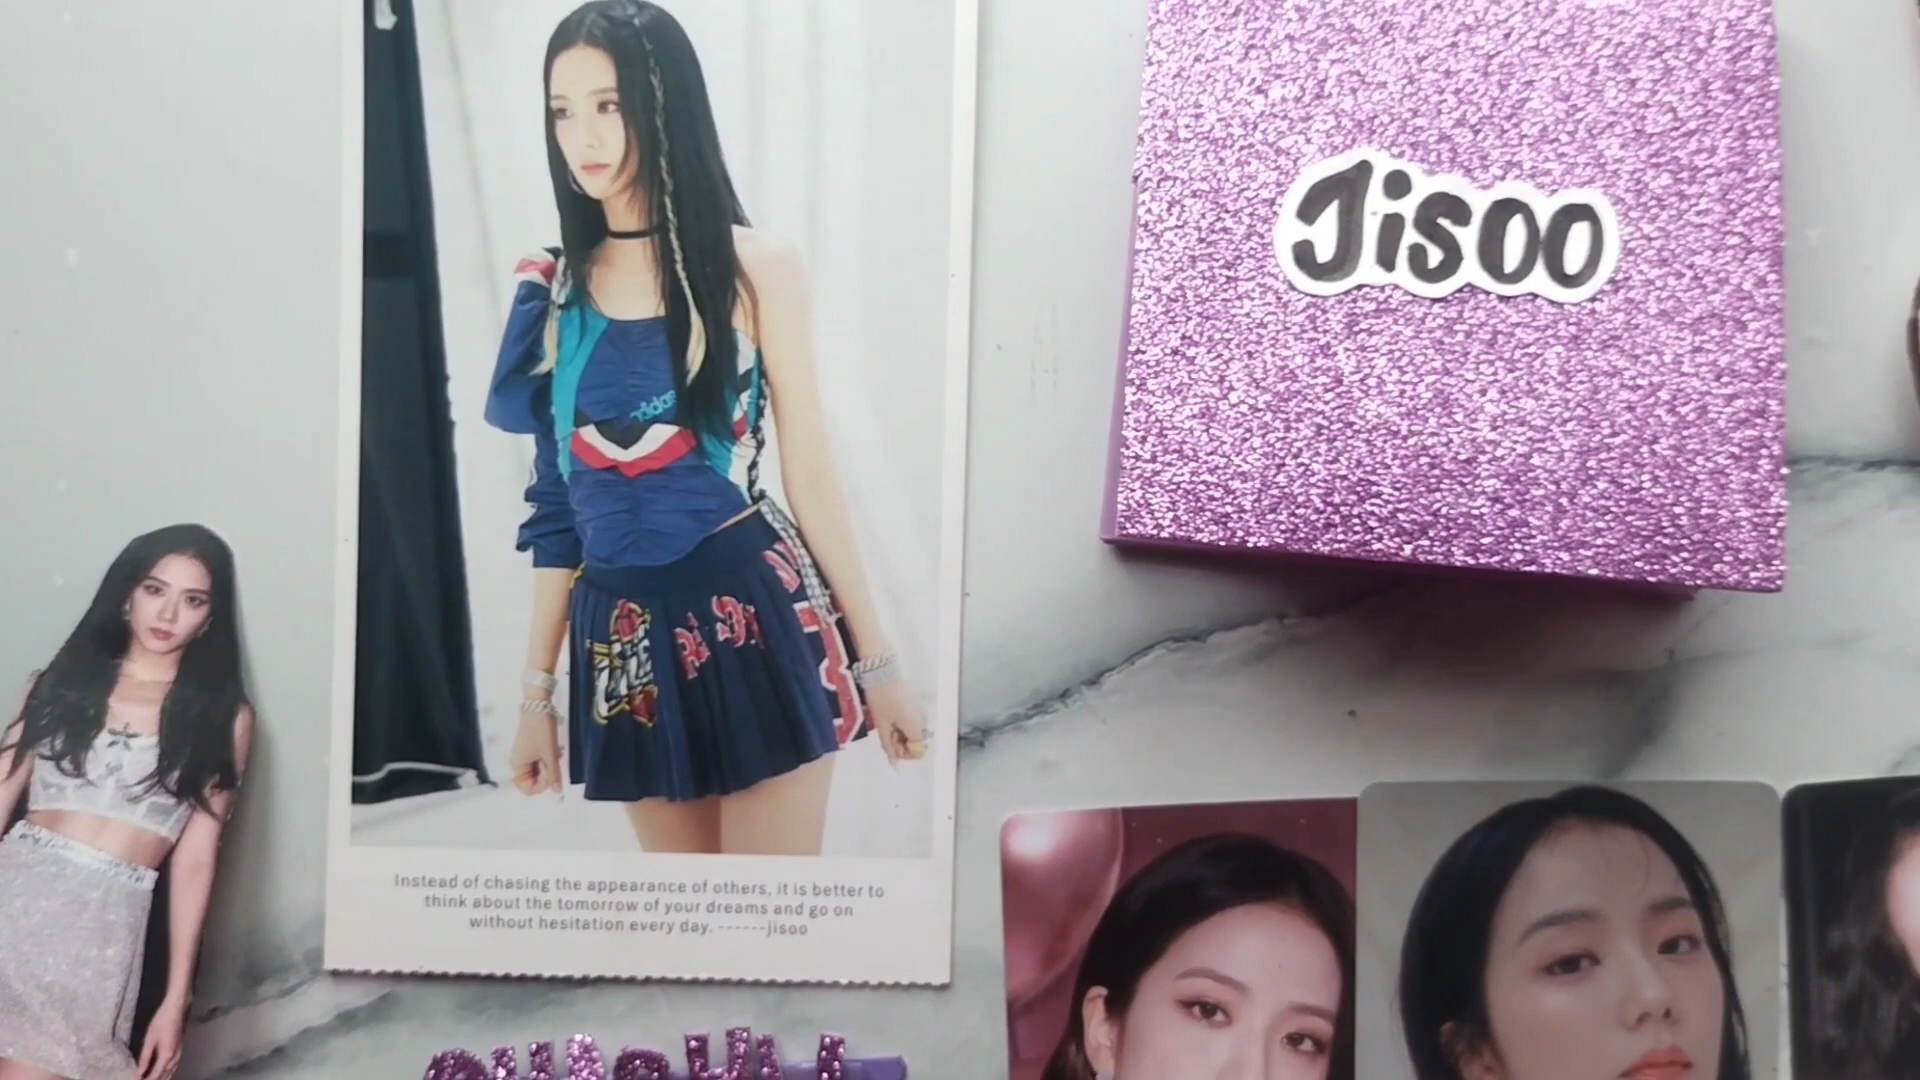 Jisoo
Instead of chasing the appearance of others, it is better to
think about the tomorrow of your dreams and go on
without hesitation every day. ------jisoo